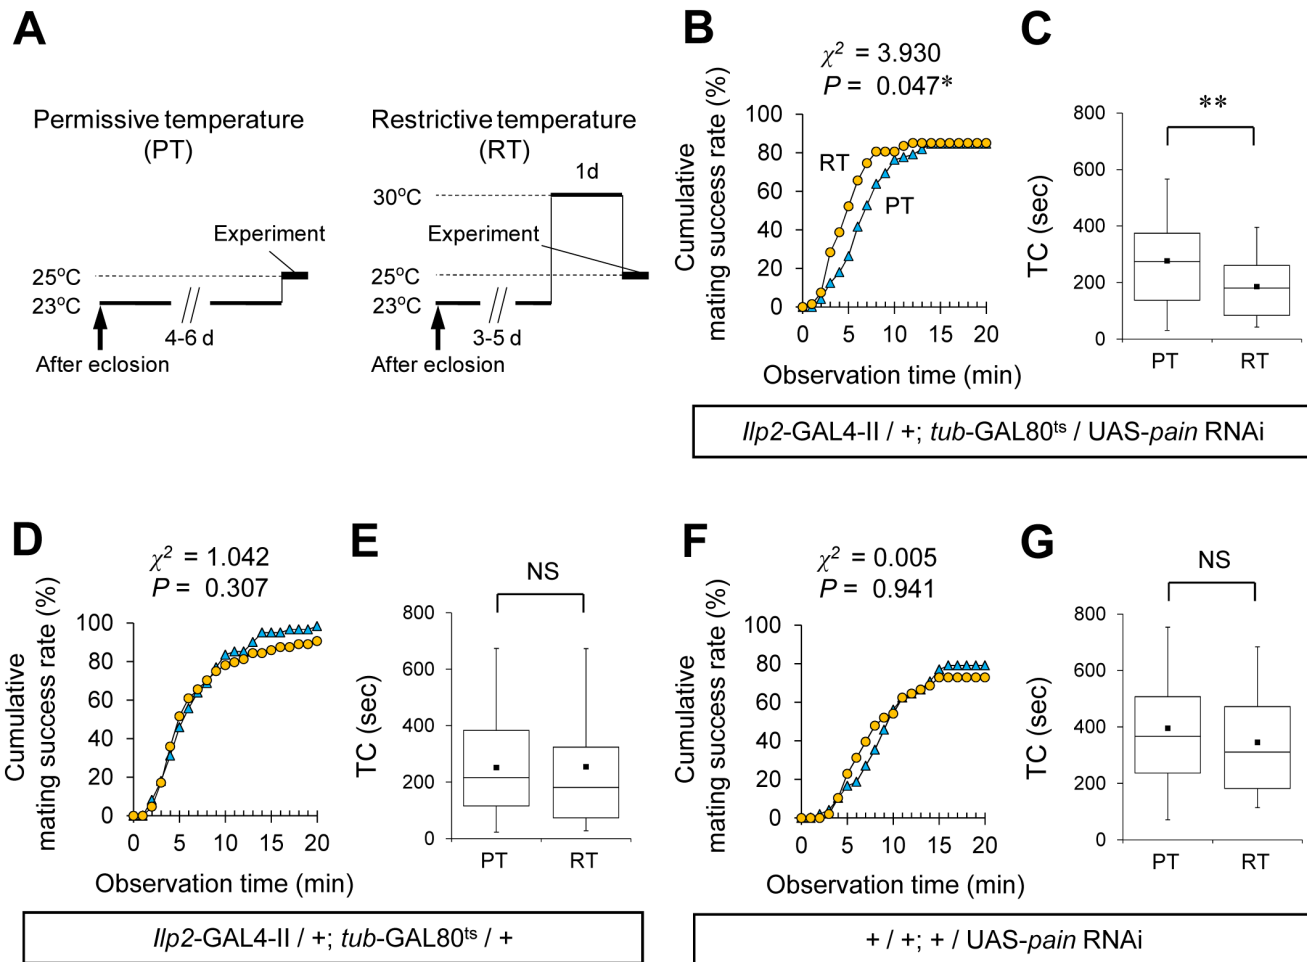 A
Permissive temperature
(PT)
Experiment
25°C
23°C
4-6 d
After eclosion
Restrictive temperature
(RT)
1d
30°C
Experiment
25°C
23°C
3-5 d
After eclosion
B
χ² = 3.930
P = 0.047*
Cumulative
mating success rate (%)
100
80
60
40
20
0
RT
PT
0 5 10 15 20
Observation time (min)
C
**
TC (sec)
800
600
400
200
0
PT RT
Ilp2-GAL4-II / +; tub-GAL80ᵗˢ / UAS-pain RNAi
D
χ² = 1.042
P = 0.307
Cumulative
mating success rate (%)
100
80
60
40
20
0
0 5 10 15 20
Observation time (min)
E
NS
TC (sec)
800
600
400
200
0
PT RT
Ilp2-GAL4-II / +; tub-GAL80ᵗˢ / +
F
χ² = 0.005
P = 0.941
Cumulative
mating success rate (%)
100
80
60
40
20
0
0 5 10 15 20
Observation time (min)
G
NS
TC (sec)
800
600
400
200
0
PT RT
+ / +; + / UAS-pain RNAi